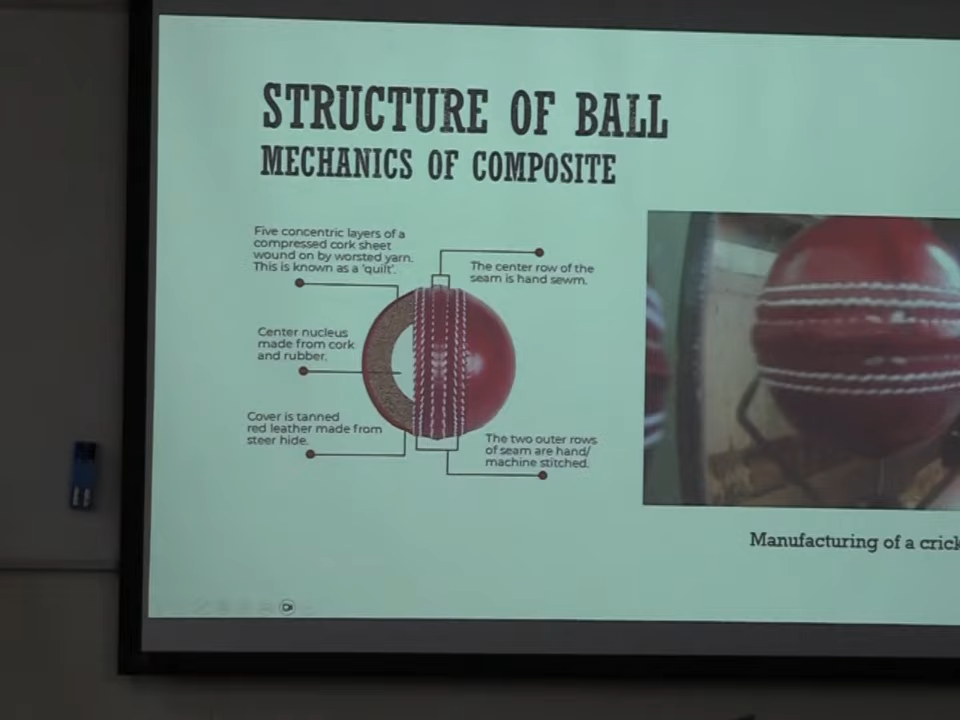 STRUCTURE OF BALL
MECHANICS OF COMPOSITE
Five concentric layers of a
compressed cork sheet
wound on by worsted yarn.
This is known as a 'quilt'.
The center row of the
seam is hand sewm.
Center nucleus
made from cork
and rubber.
Cover is tanned
red leather made from
steer hide.
The two outer rows
of seam are hand/
machine stitched.
Manufacturing of a crick